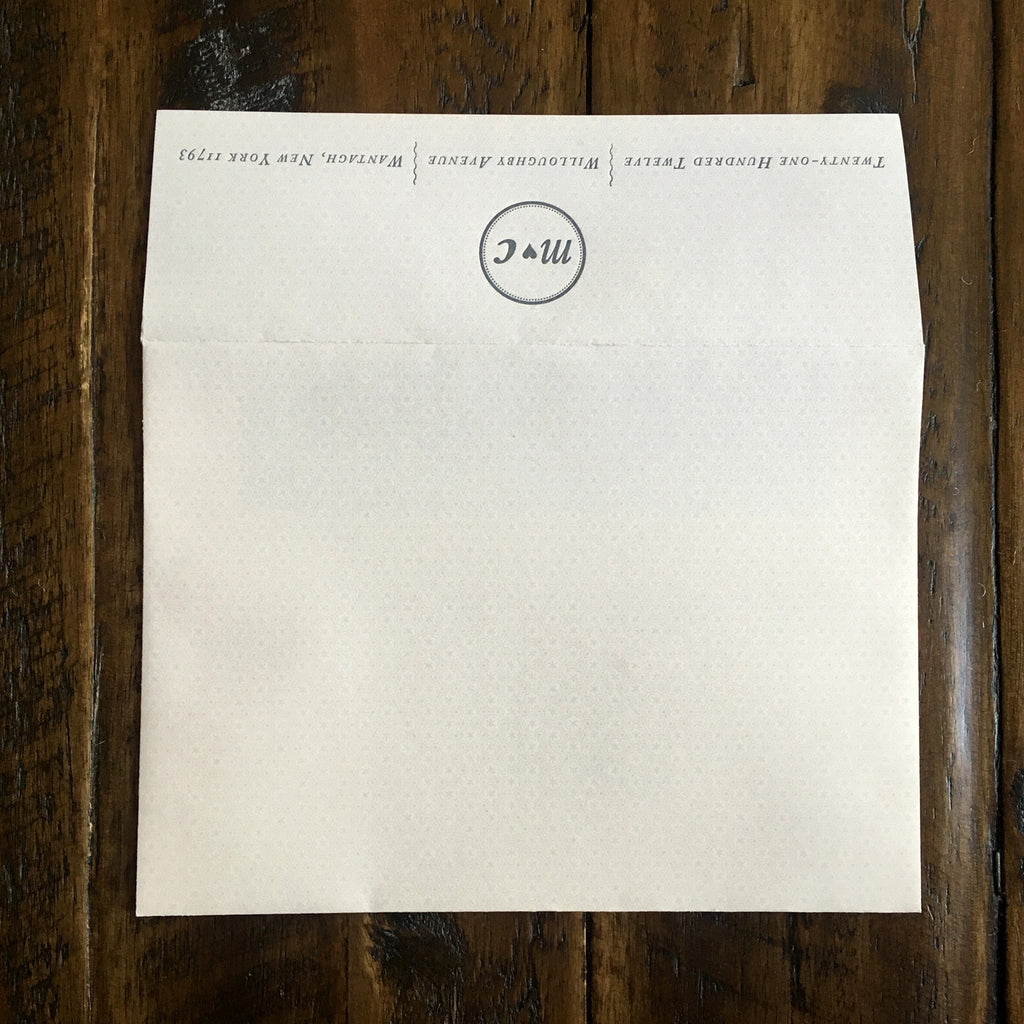 m♥c
Twenty-one Hundred Twelve Willoughby Avenue Wantagh, New York 11793